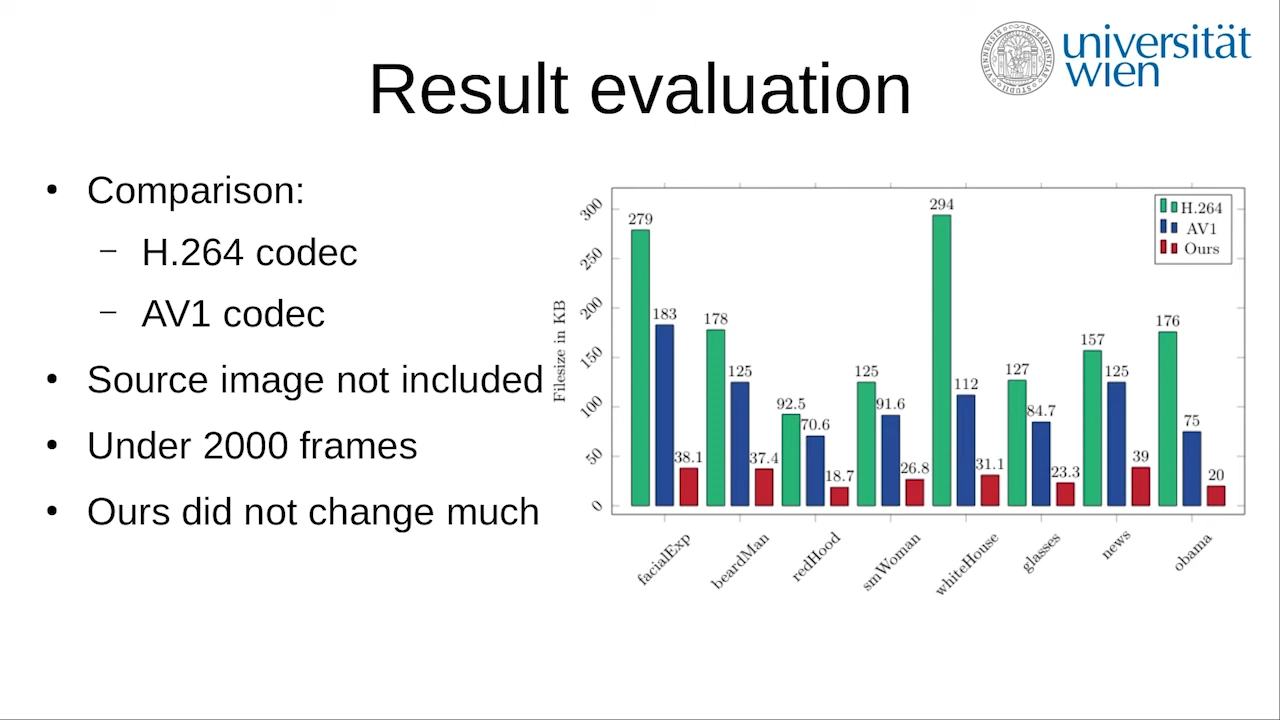 universität
wien
Result evaluation
• Comparison:
– H.264 codec
– AV1 codec
• Source image not included
• Under 2000 frames
• Ours did not change much
Filesize in KB
300
250
200
150
100
50
0
279
183
38.1
178
125
37.4
92.5
70.6
18.7
125
91.6
26.8
294
112
31.1
127
84.7
23.3
157
125
39
176
75
20
H.264
AV1
Ours
facialExp
beardMan
redHood
smWoman
whiteHouse
glasses
news
obama